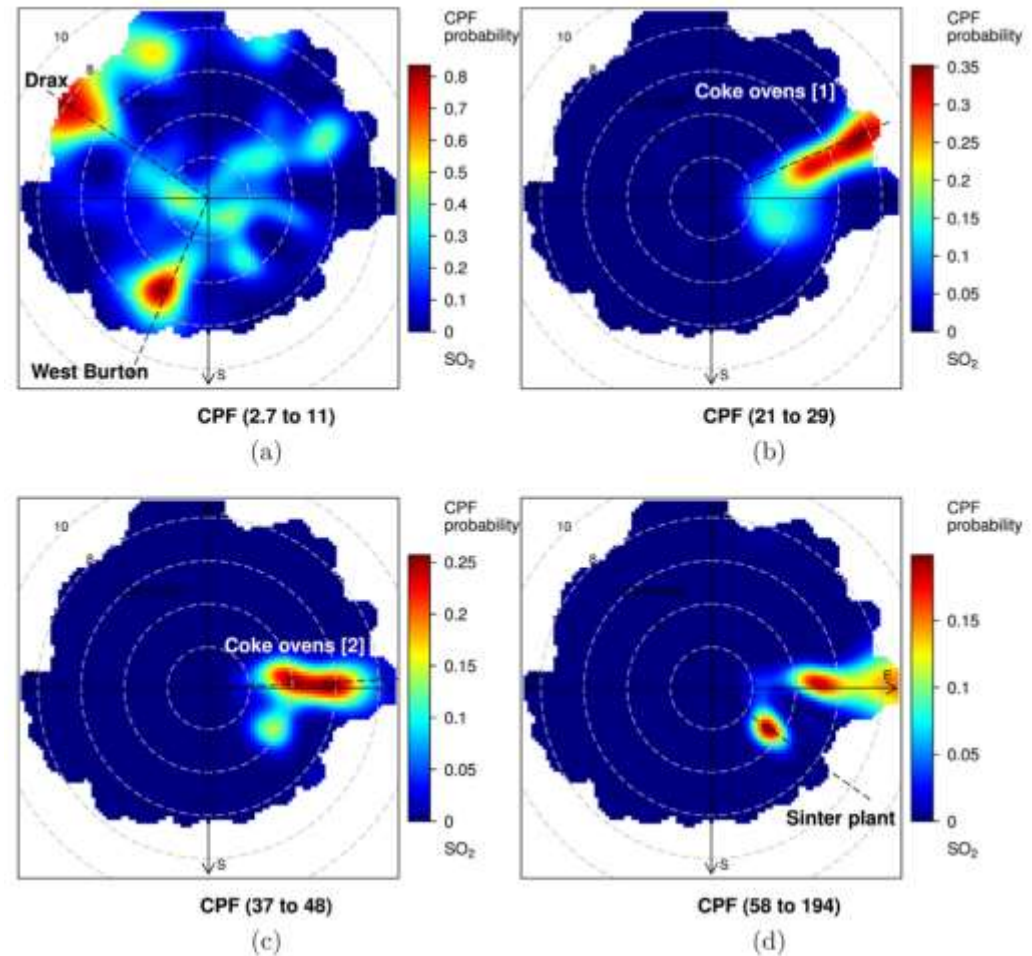 CPF
probability
10
8
Drax
0.8
0.7
0.6
0.5
0.4
0.3
0.2
0.1
0
SO2
West Burton
S
CPF (2.7 to 11)
(a)
CPF
probability
10
8
Coke ovens [1]
0.35
0.3
0.25
0.2
0.15
0.1
0.05
0
SO2
S
CPF (21 to 29)
(b)
CPF
probability
10
8
Coke ovens [2]
0.25
0.2
0.15
0.1
0.05
0
SO2
S
CPF (37 to 48)
(c)
CPF
probability
10
8
E
0.15
0.1
0.05
0
SO2
Sinter plant
S
CPF (58 to 194)
(d)